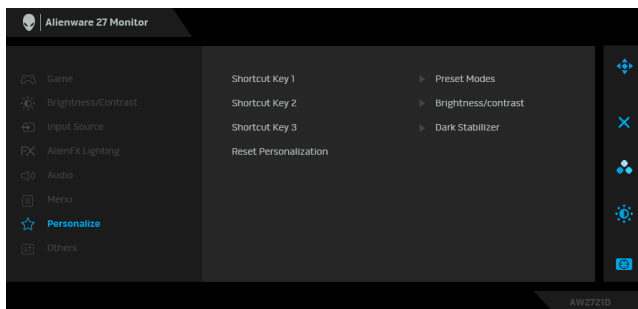 Alienware 27 Monitor
Game
Brightness/Contrast
Input Source
FX AlienFX Lighting
Audio
Menu
Personalize
Others
Shortcut Key 1 Preset Modes
Shortcut Key 2 Brightness/contrast
Shortcut Key 3 Dark Stabilizer
Reset Personalization
AW2721D